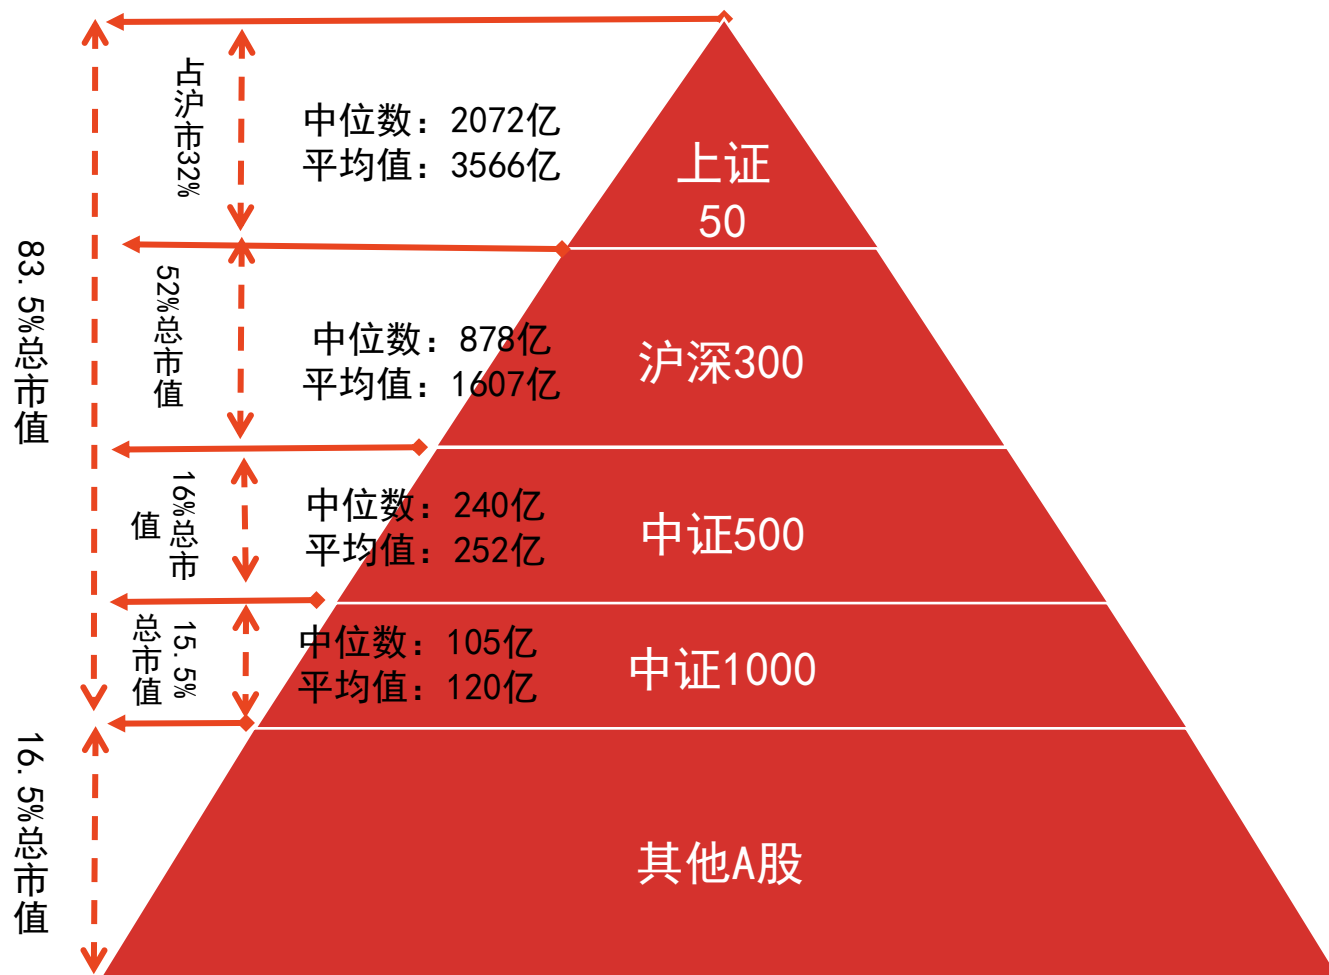 占沪市32%
中位数：2072亿
平均值：3566亿
上证
50
83.5%总市值
52%总市值
中位数：878亿
平均值：1607亿
沪深300
16%总市
值
中位数：240亿
平均值：252亿
中证500
15.5%
总市值
中位数：105亿
平均值：120亿
中证1000
16.5%总市值
其他A股